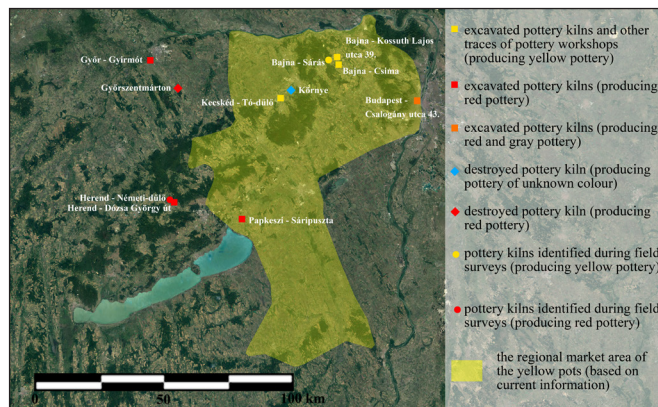 Győr - Gyirmót
Győrszentmárton
Bajna - Kossuth Lajos
utca 39.
Bajna - Sárás
Bajna - Csima
Kecskéd - Tó-dűlő
Környe
Budapest -
Csalogány utca 43.
Herend - Németi-dűlő
Herend - Dózsa György út
Papkeszi - Sáripuszta
0 50 100 km
excavated pottery kilns and other
traces of pottery workshops
(producing yellow pottery)
excavated pottery kilns (producing
red pottery)
excavated pottery kilns (producing
red and gray pottery)
destroyed pottery kiln (producing
pottery of unknown colour)
destroyed pottery kiln (producing
red pottery)
pottery kilns identified during field
surveys (producing yellow pottery)
pottery kilns identified during field
surveys (producing red pottery)
the regional market area of
the yellow pots (based on
current information)